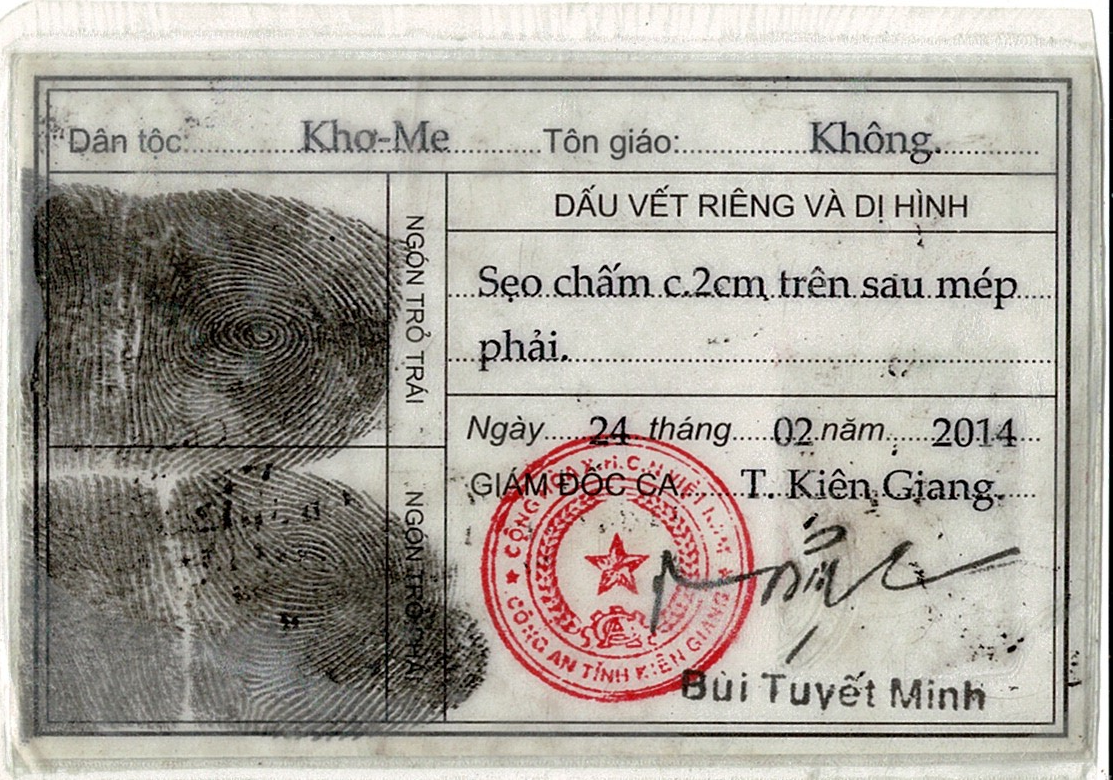 Dân tộc: Khơ-Me Tôn giáo: Không.
NGÓN TRỎ TRÁI
NGÓN TRỎ PHẢI
DẤU VẾT RIÊNG VÀ DỊ HÌNH
Sẹo chấm c.2cm trên sau mép
phải.
Ngày 24 tháng 02 năm 2014
GIÁM ĐỐC CA T. Kiên Giang.
CÔNG AN TỈNH KIÊN GIANG
Bùi Tuyết Minh